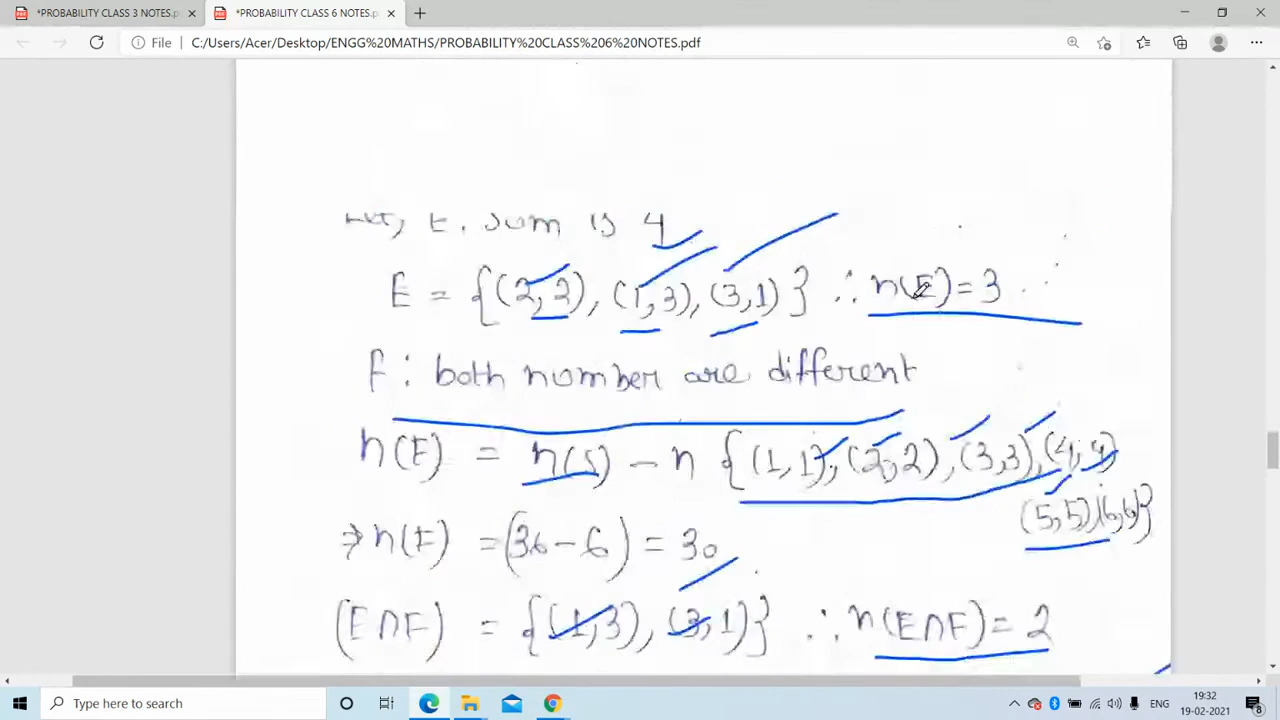 *PROBABILITY CLASS 3 NOTES.p
*PROBABILITY CLASS 6 NOTES.p
File
C:/Users/Acer/Desktop/ENGG%20MATHS/PROBABILITY%20CLASS%206%20NOTES.pdf
E. sum is 4
E = {(2,2), (1,3), (3,1)} ∴ n(E)=3
F: both number are different
n(E) = n(S) - n {(1,1), (2,2), (3,3), (4,4)
(5,5)(6,6)}
⇒ n(E) = (36-6) = 30
(E∩F) = {(1,3), (3,1)} ∴ n(E∩F) = 2
Type here to search
ENG
19:32
19-02-2021
8